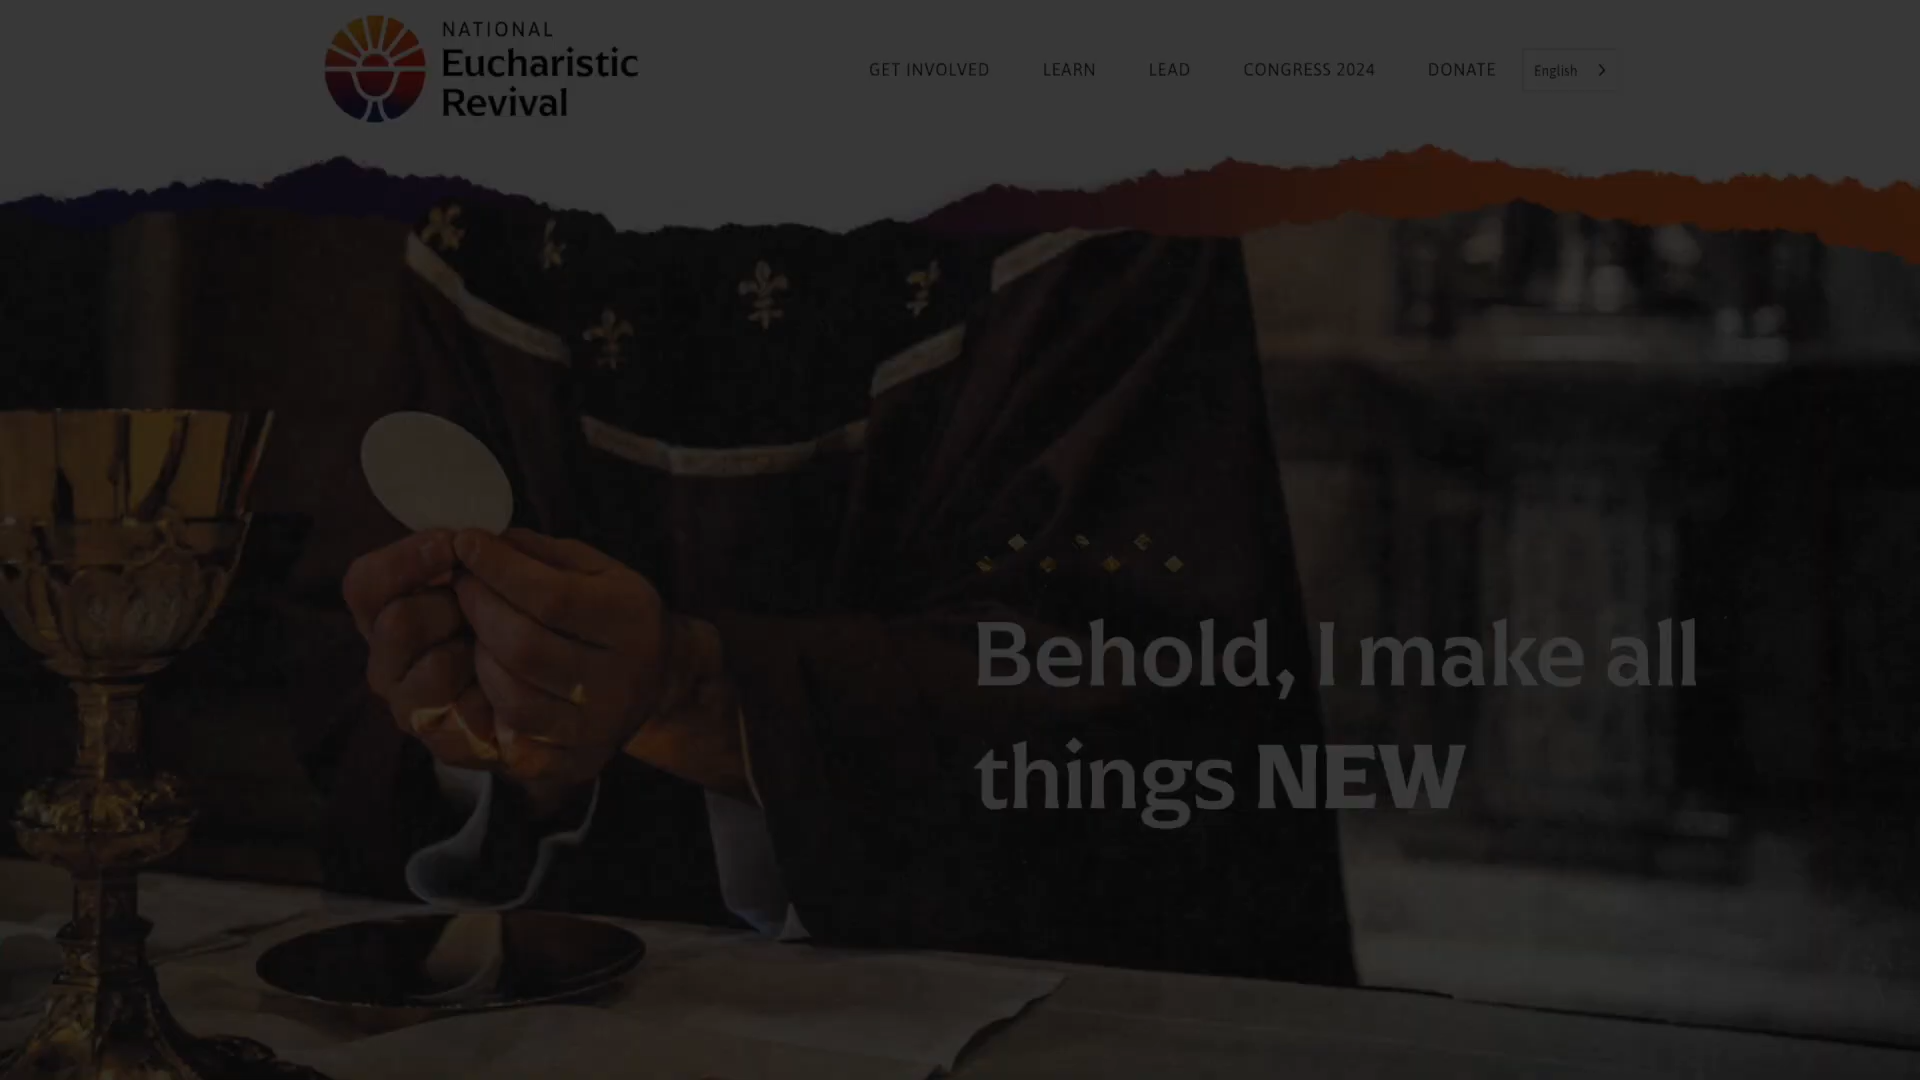 NATIONAL
Eucharistic
Revival
GET INVOLVED LEARN LEAD CONGRESS 2024 DONATE English
Behold, I make all
things NEW